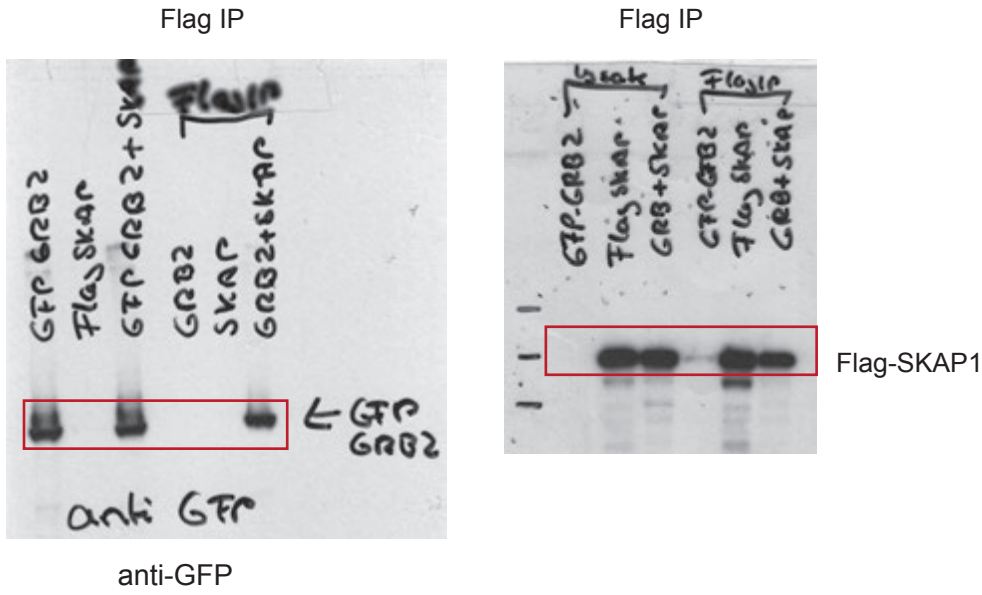 Flag IP
Flag IP
GFP GRB2
Flag SKAP
GFP GRB2 + SKAP
Flag IP
GRB2
SKAP
GRB2+SKAP
← GFP
GRB2
anti GFP
anti-GFP
lysate
Flag IP
GFP-GRB2
Flag SKAP
GRB+SKAP
GFP-GFB2
Flag SKAP
GRB+SKAP
Flag-SKAP1